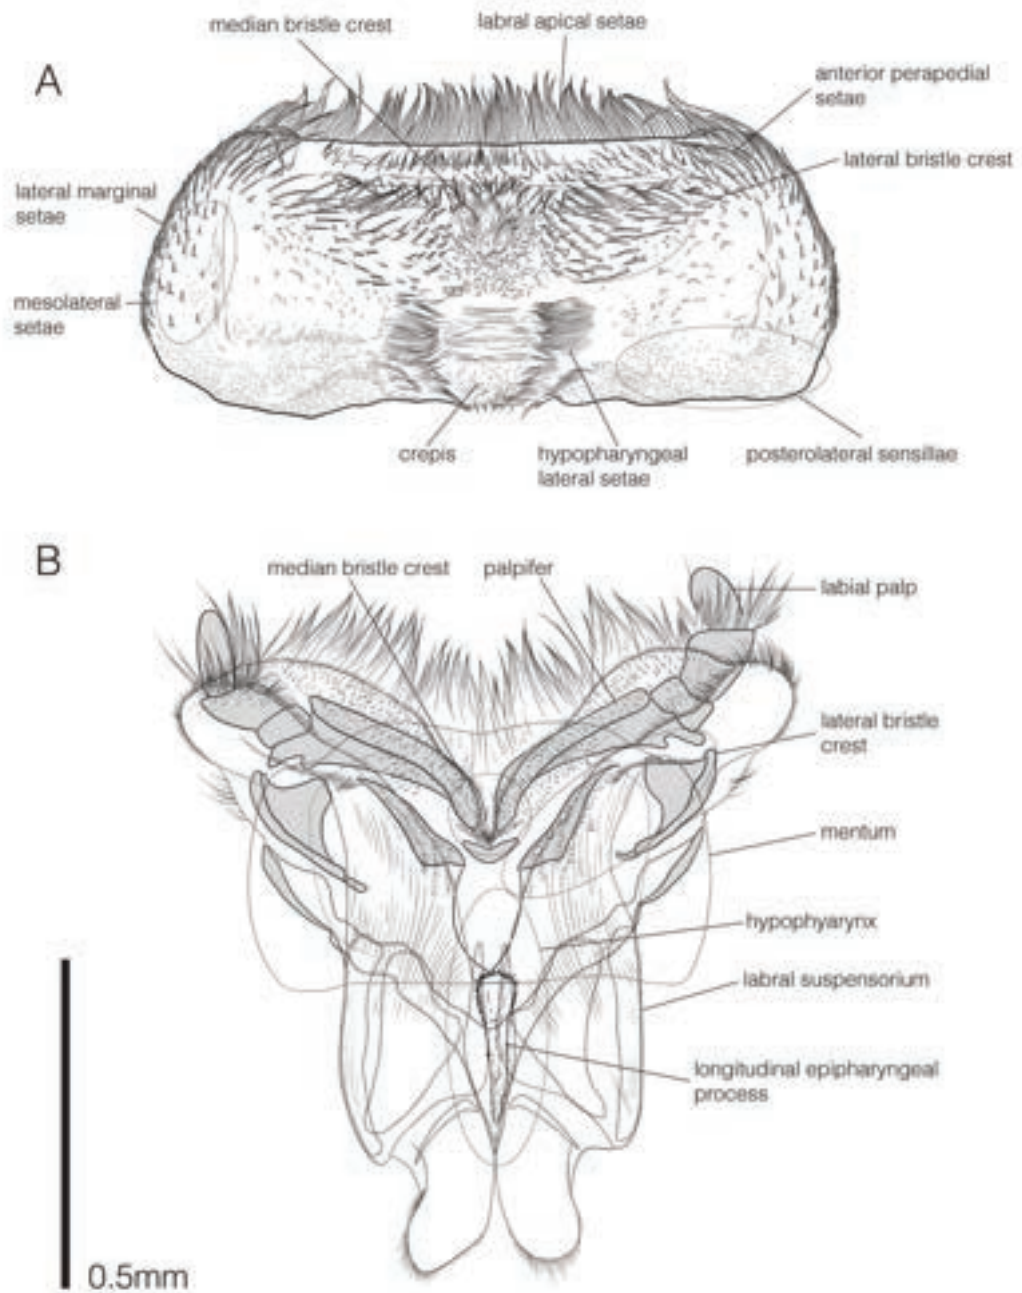 A
median bristle crest
labral apical setae
anterior perapedial
setae
lateral bristle crest
lateral marginal
setae
mesolateral
setae
crepis
hypopharyngeal
lateral setae
posterolateral sensillae
B
median bristle crest
palpifer
labial palp
lateral bristle
crest
mentum
hypophyarynx
labral suspensorium
longitudinal epipharyngeal
process
0.5mm